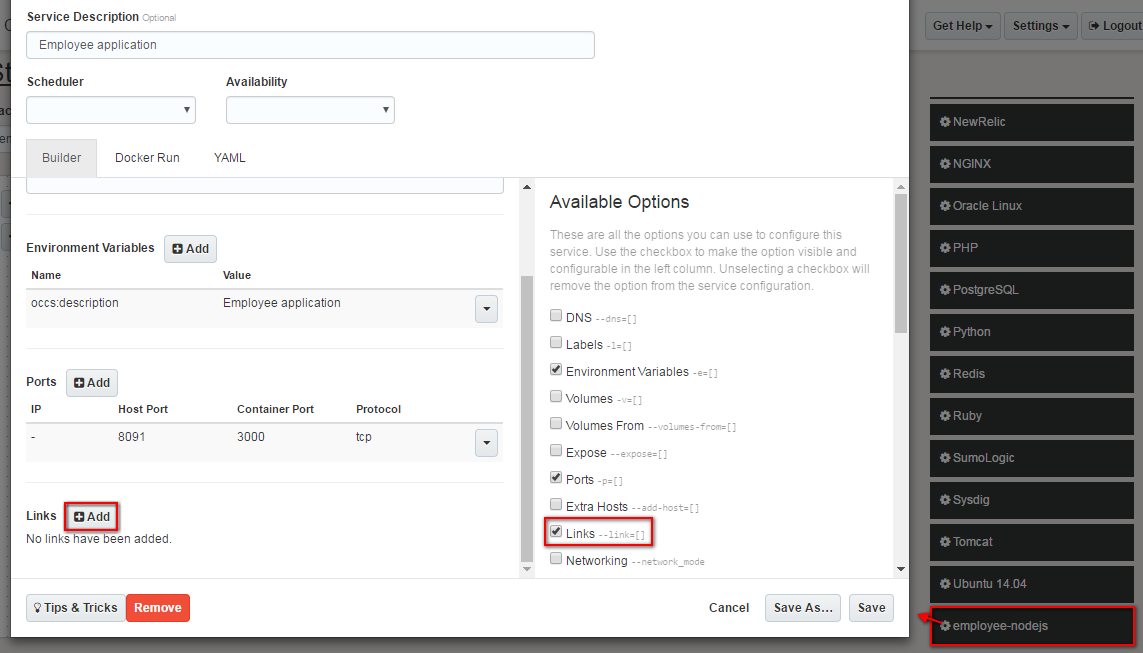 Service Description Optional
Employee application
Scheduler Availability
Builder Docker Run YAML
Environment Variables Add
Name Value
occs:description Employee application
Ports Add
IP Host Port Container Port Protocol
- 8091 3000 tcp
Links Add
No links have been added.
Available Options
These are all the options you can use to configure this
service. Use the checkbox to make the option visible and
configurable in the left column. Unselecting a checkbox will
remove the option from the service configuration.
DNS --dns=[]
Labels -l=[]
Environment Variables -e=[]
Volumes -v=[]
Volumes From --volumes-from=[]
Expose --expose=[]
Ports -p=[]
Extra Hosts --add-host=[]
Links --link=[]
Networking --network_mode
Tips & Tricks Remove Cancel Save As... Save
Get Help Settings Logout
NewRelic
NGINX
Oracle Linux
PHP
PostgreSQL
Python
Redis
Ruby
SumoLogic
Sysdig
Tomcat
Ubuntu 14.04
employee-nodejs